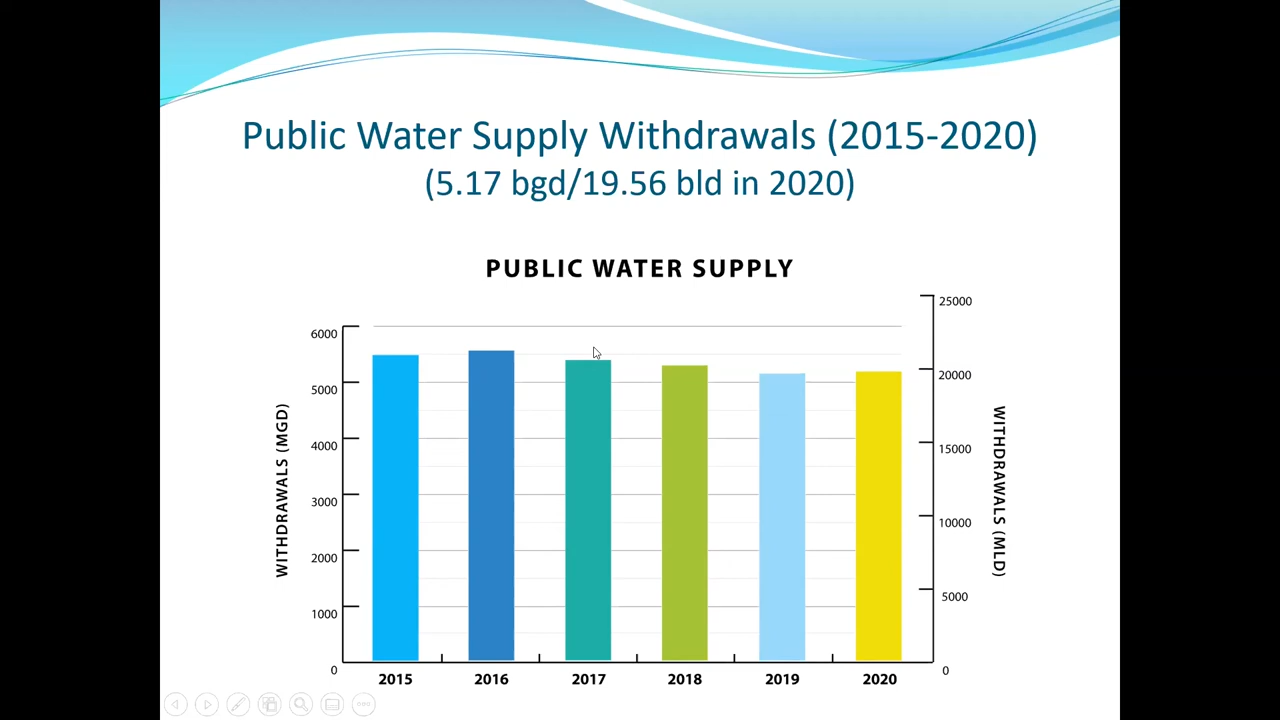 Public Water Supply Withdrawals (2015-2020)
(5.17 bgd/19.56 bld in 2020)
PUBLIC WATER SUPPLY
WITHDRAWALS (MGD)
6000
5000
4000
3000
2000
1000
0
25000
20000
15000
10000
5000
0
WITHDRAWALS (MLD)
2015 2016 2017 2018 2019 2020